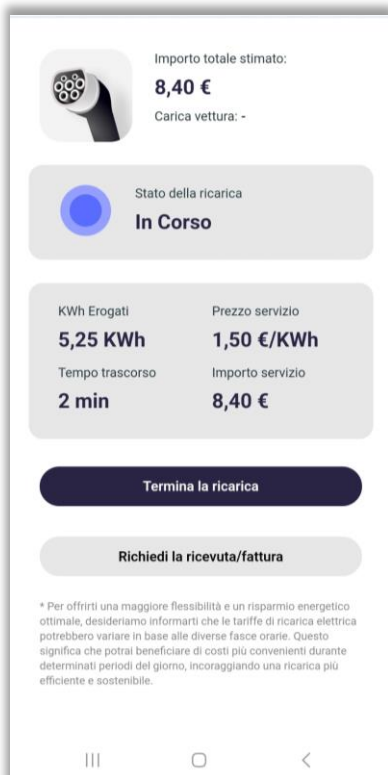 Importo totale stimato:
8,40 €
Carica vettura: -
Stato della ricarica
In Corso
KWh Erogati
Prezzo servizio
5,25 KWh
1,50 €/KWh
Tempo trascorso
Importo servizio
2 min
8,40 €
Termina la ricarica
Richiedi la ricevuta/fattura
* Per offrirti una maggiore flessibilità e un risparmio energetico
ottimale, desideriamo informarti che le tariffe di ricarica elettrica
potrebbero variare in base alle diverse fasce orarie. Questo
significa che potrai beneficiare di costi più convenienti durante
determinati periodi del giorno, incoraggiando una ricarica più
efficiente e sostenibile.